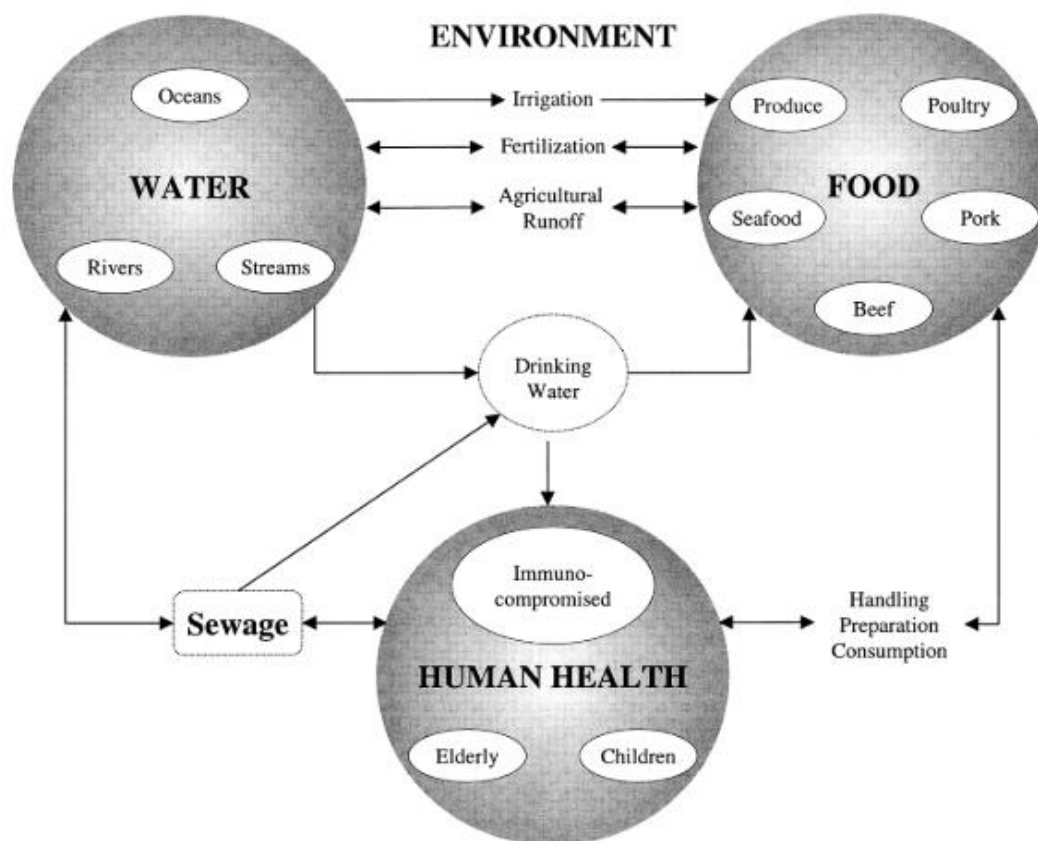 ENVIRONMENT
Oceans
WATER
Rivers
Streams
Irrigation
Fertilization
Agricultural
Runoff
Produce
Poultry
FOOD
Seafood
Pork
Beef
Drinking
Water
Sewage
Immuno-
compromised
HUMAN HEALTH
Elderly
Children
Handling
Preparation
Consumption